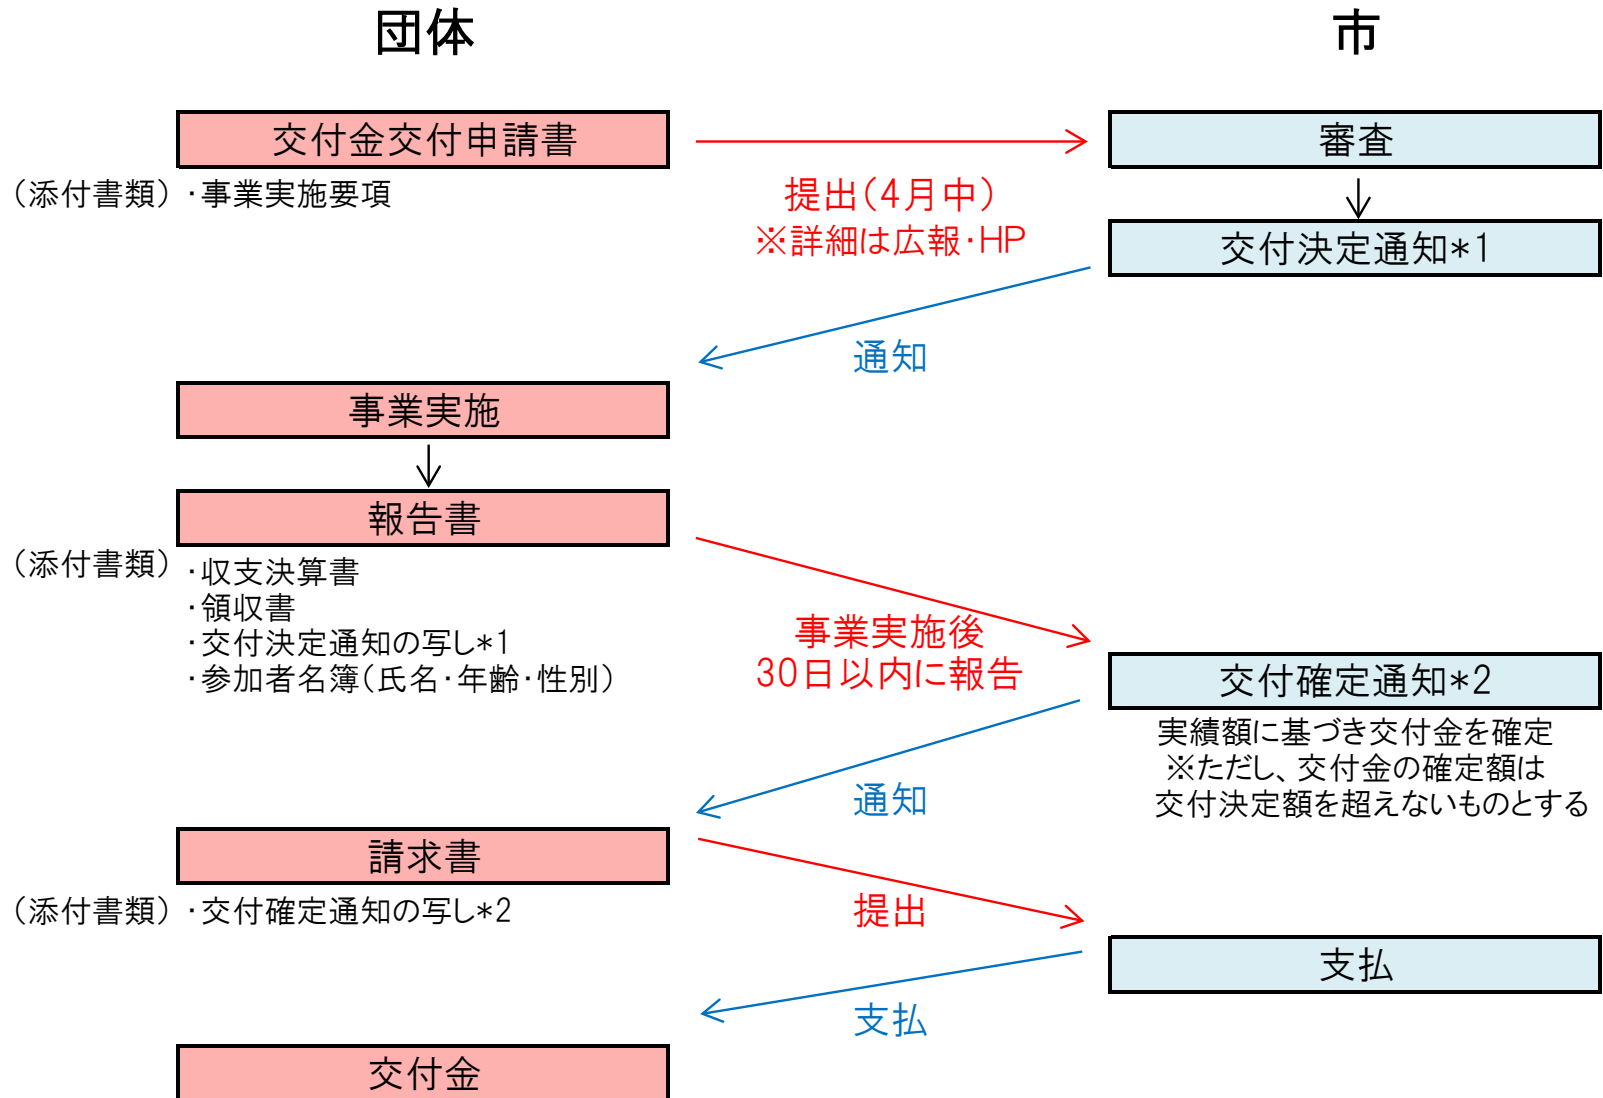 団体
市
交付金交付申請書
審査
(添付書類)・事業実施要項
提出(4月中)
※詳細は広報・HP
交付決定通知*1
通知
事業実施
報告書
(添付書類)
・収支決算書
・領収書
・交付決定通知の写し*1
・参加者名簿(氏名・年齢・性別)
事業実施後
30日以内に報告
交付確定通知*2
実績額に基づき交付金を確定
※ただし、交付金の確定額は
交付決定額を超えないものとする
通知
請求書
(添付書類)・交付確定通知の写し*2
提出
支払
支払
交付金